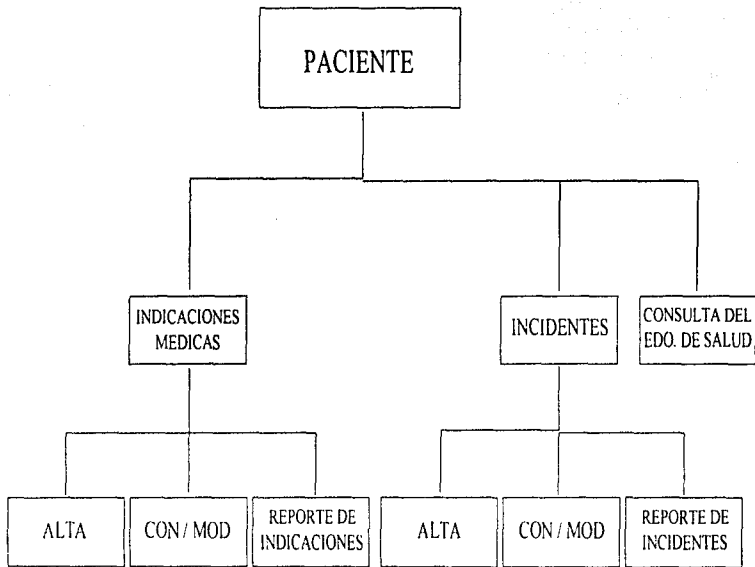 PACIENTE
INDICACIONES
MEDICAS
INCIDENTES
CONSULTA DEL
EDO. DE SALUD
ALTA
CON / MOD
REPORTE DE
INDICACIONES
ALTA
CON / MOD
REPORTE DE
INCIDENTES